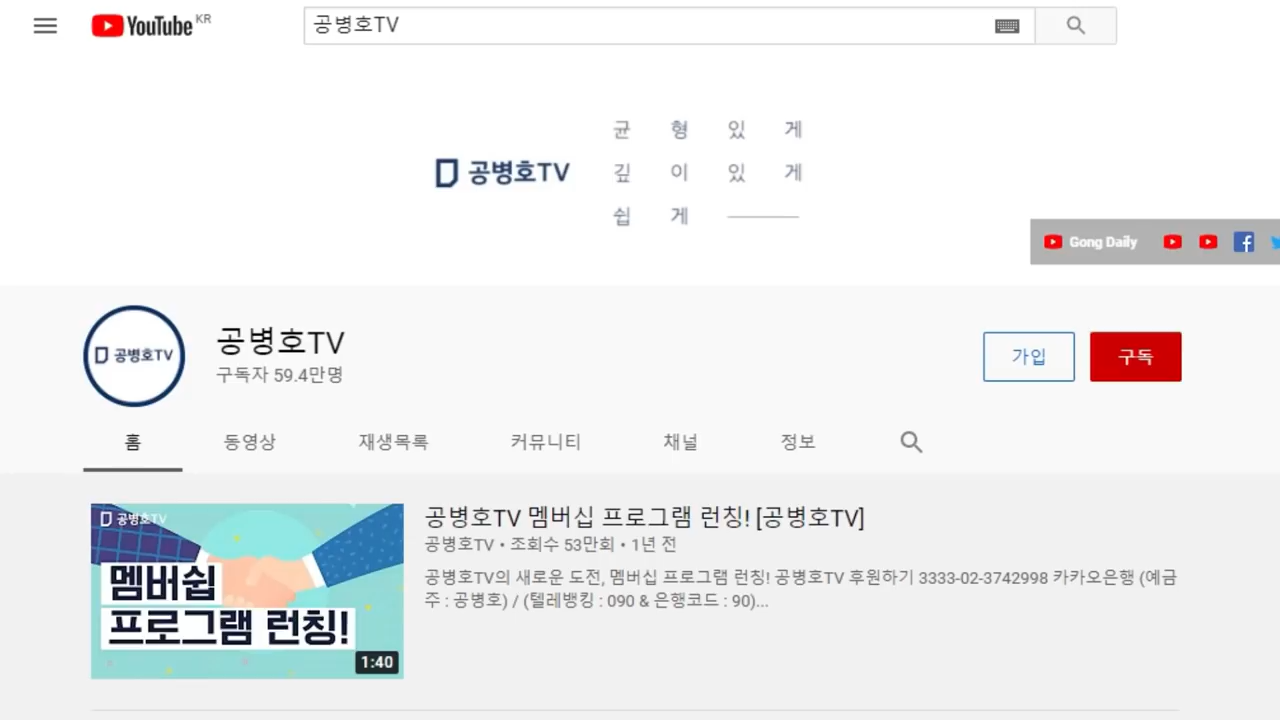 YouTube KR
공병호TV
균형있게
공병호TV 깊이있게
쉽게
Gong Daily
공병호TV
공병호TV
구독자 59.4만명
가입
구독
홈 동영상 재생목록 커뮤니티 채널 정보
공병호TV
멤버쉽
프로그램 런칭!
1:40
공병호TV 멤버십 프로그램 런칭! [공병호TV]
공병호TV • 조회수 53만회 • 1년 전
공병호TV의 새로운 도전, 멤버십 프로그램 런칭! 공병호TV 후원하기 3333-02-3742998 카카오은행 (예금
주 : 공병호) / (텔레뱅킹 : 090 & 은행코드 : 90)...